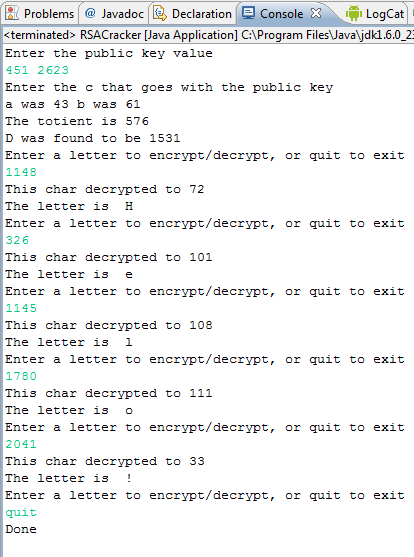 Problems @ Javadoc Declaration Console LogCat
<terminated> RSACracker [Java Application] C:\Program Files\Java\jdk1.6.0_23
Enter the public key value
451 2623
Enter the c that goes with the public key
a was 43 b was 61
The totient is 576
D was found to be 1531
Enter a letter to encrypt/decrypt, or quit to exit
1148
This char decrypted to 72
The letter is  H
Enter a letter to encrypt/decrypt, or quit to exit
326
This char decrypted to 101
The letter is  e
Enter a letter to encrypt/decrypt, or quit to exit
1145
This char decrypted to 108
The letter is  l
Enter a letter to encrypt/decrypt, or quit to exit
1780
This char decrypted to 111
The letter is  o
Enter a letter to encrypt/decrypt, or quit to exit
2041
This char decrypted to 33
The letter is  !
Enter a letter to encrypt/decrypt, or quit to exit
quit
Done